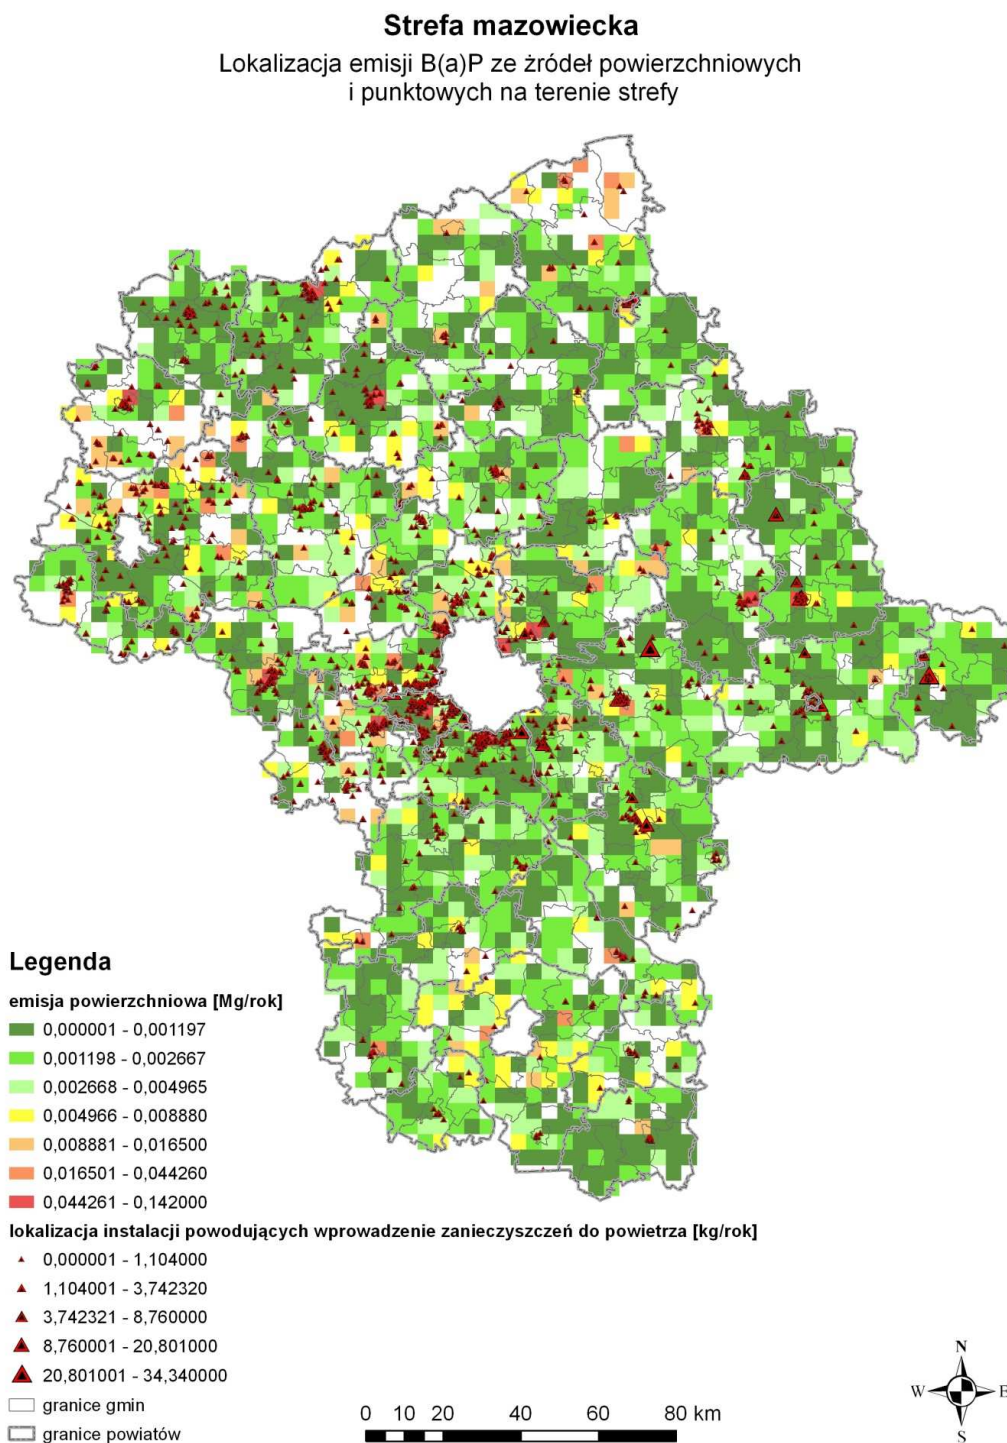 Strefa mazowiecka
Lokalizacja emisji B(a)P ze źródeł powierzchniowych
i punktowych na terenie strefy
Legenda
emisja powierzchniowa [Mg/rok]
0,000001 - 0,001197
0,001198 - 0,002667
0,002668 - 0,004965
0,004966 - 0,008880
0,008881 - 0,016500
0,016501 - 0,044260
0,044261 - 0,142000
lokalizacja instalacji powodujących wprowadzenie zanieczyszczeń do powietrza [kg/rok]
0,000001 - 1,104000
1,104001 - 3,742320
3,742321 - 8,760000
8,760001 - 20,801000
20,801001 - 34,340000
granice gmin
granice powiatów
0 10 20 40 60 80 km
N
W E
S